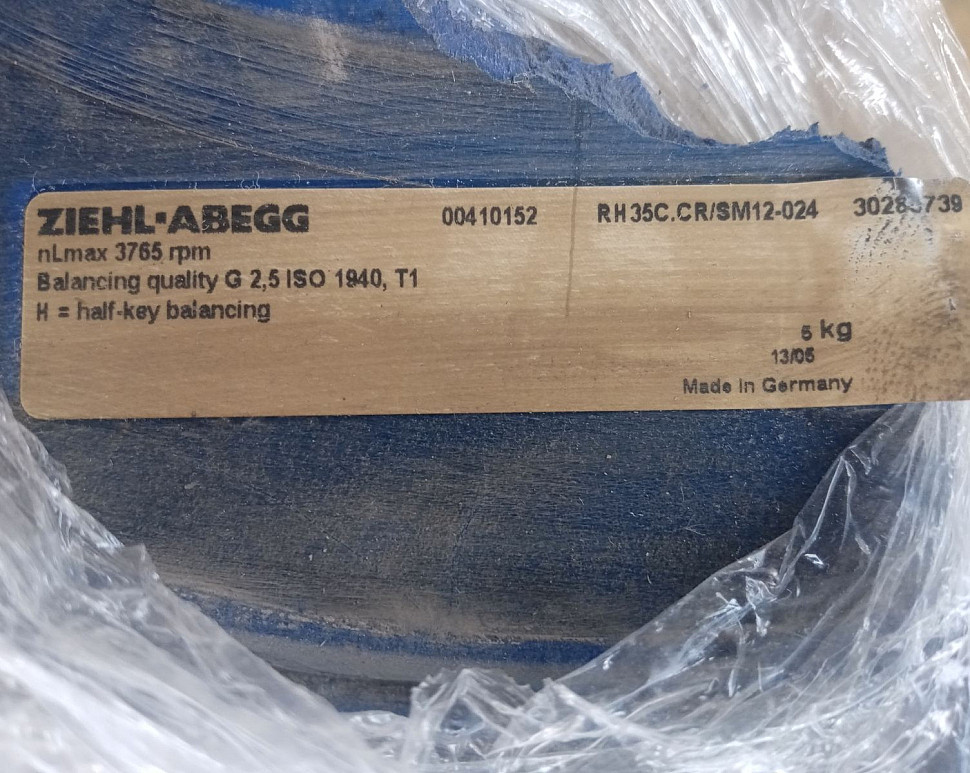 ZIEHL-ABEGG 00410152 RH35C.CR/SM12-024
nLmax 3765 rpm
Balancing quality G 2,5 ISO 1940, T1
H = half-key balancing
kg
13/05
Made in Germany